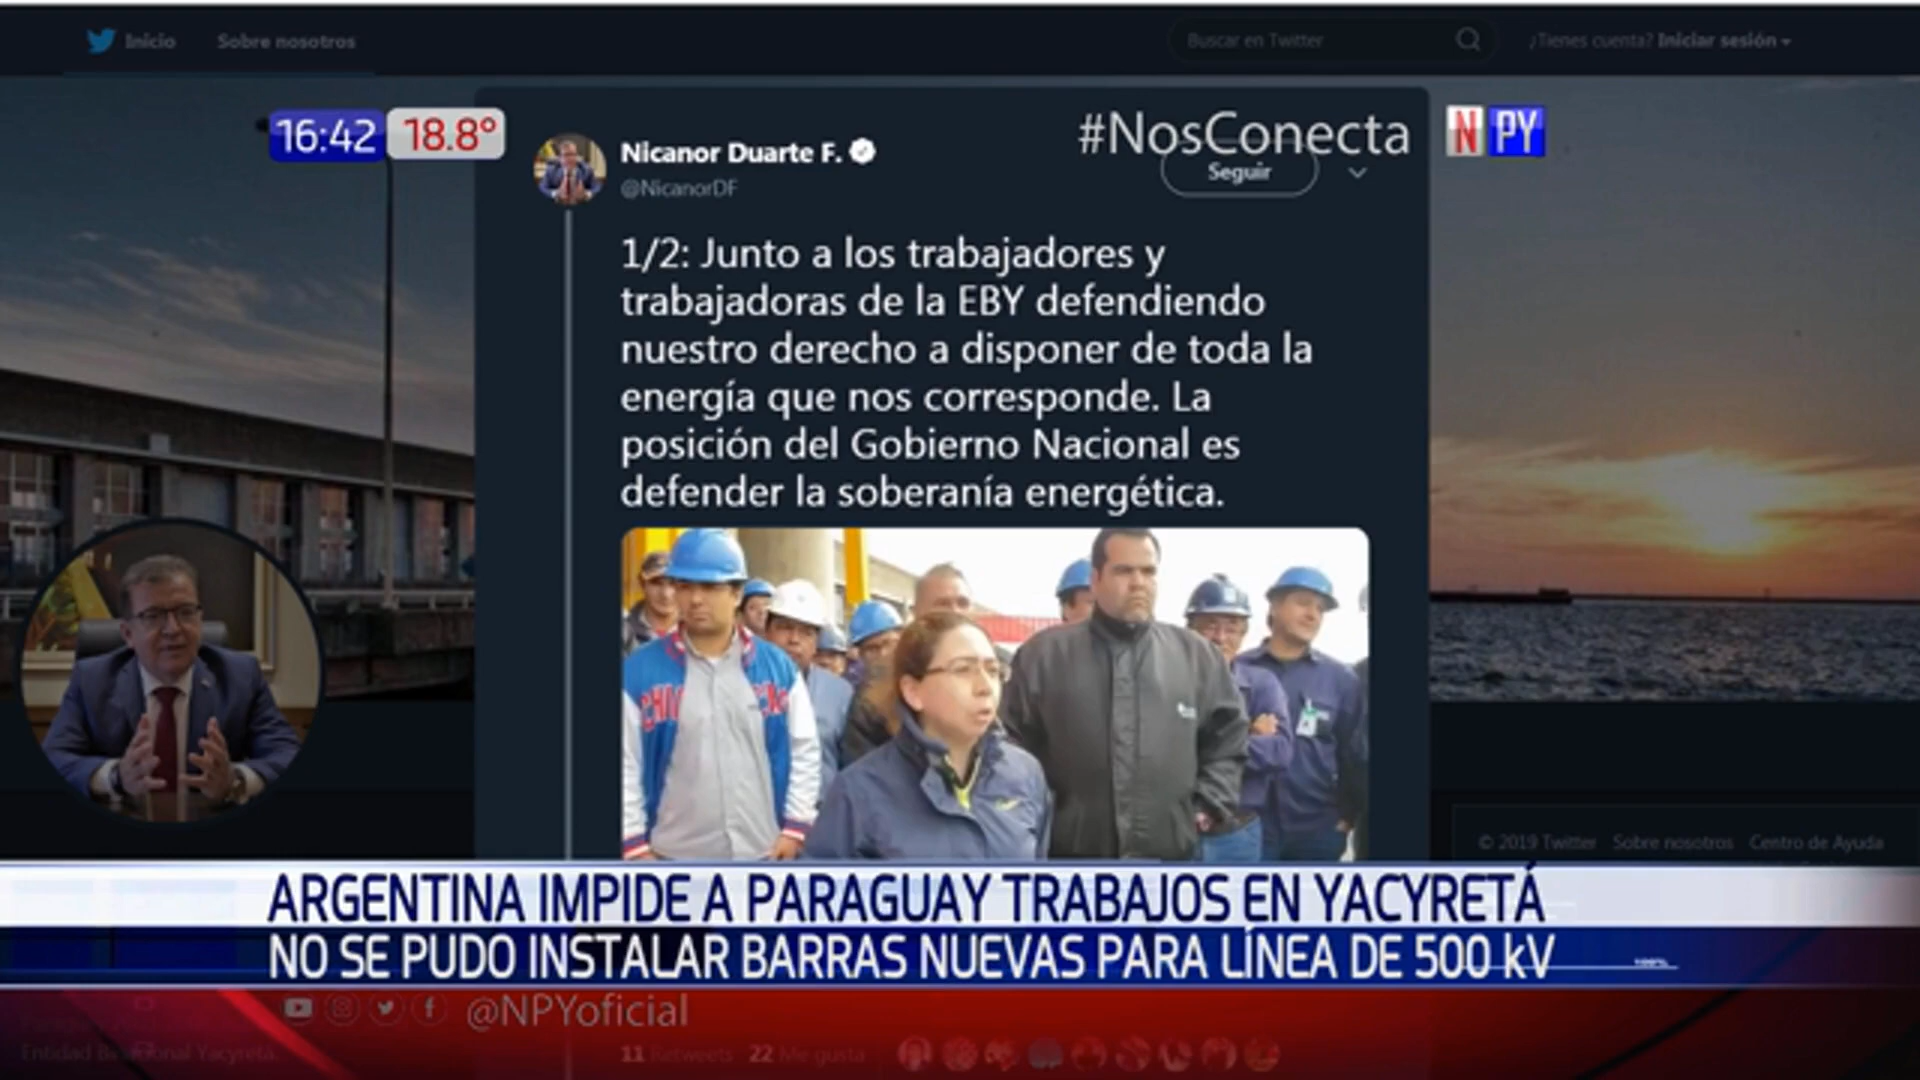 Inicio
Sobre nosotros
Buscar en Twitter
¿Tienes cuenta? Iniciar sesión
16:42
18.8°
#NosConecta
N PY
Nicanor Duarte F.
@NicanorDF
Seguir
1/2: Junto a los trabajadores y
trabajadoras de la EBY defendiendo
nuestro derecho a disponer de toda la
energía que nos corresponde. La
posición del Gobierno Nacional es
defender la soberanía energética.
© 2019 Twitter Sobre nosotros Centro de Ayuda
ARGENTINA IMPIDE A PARAGUAY TRABAJOS EN YACYRETÁ
NO SE PUDO INSTALAR BARRAS NUEVAS PARA LÍNEA DE 500 kV
@NPYoficial
Entidad Binacional Yacyretá.
11 Retweets 22 Me gusta